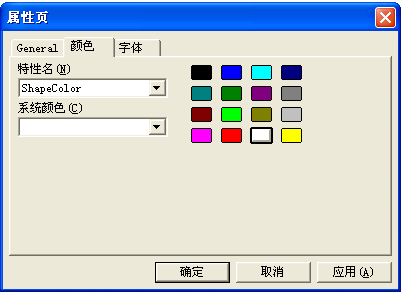 属性页
General 颜色 字体
特性名(N)
ShapeColor
系统颜色(C)
确定 取消 应用(A)